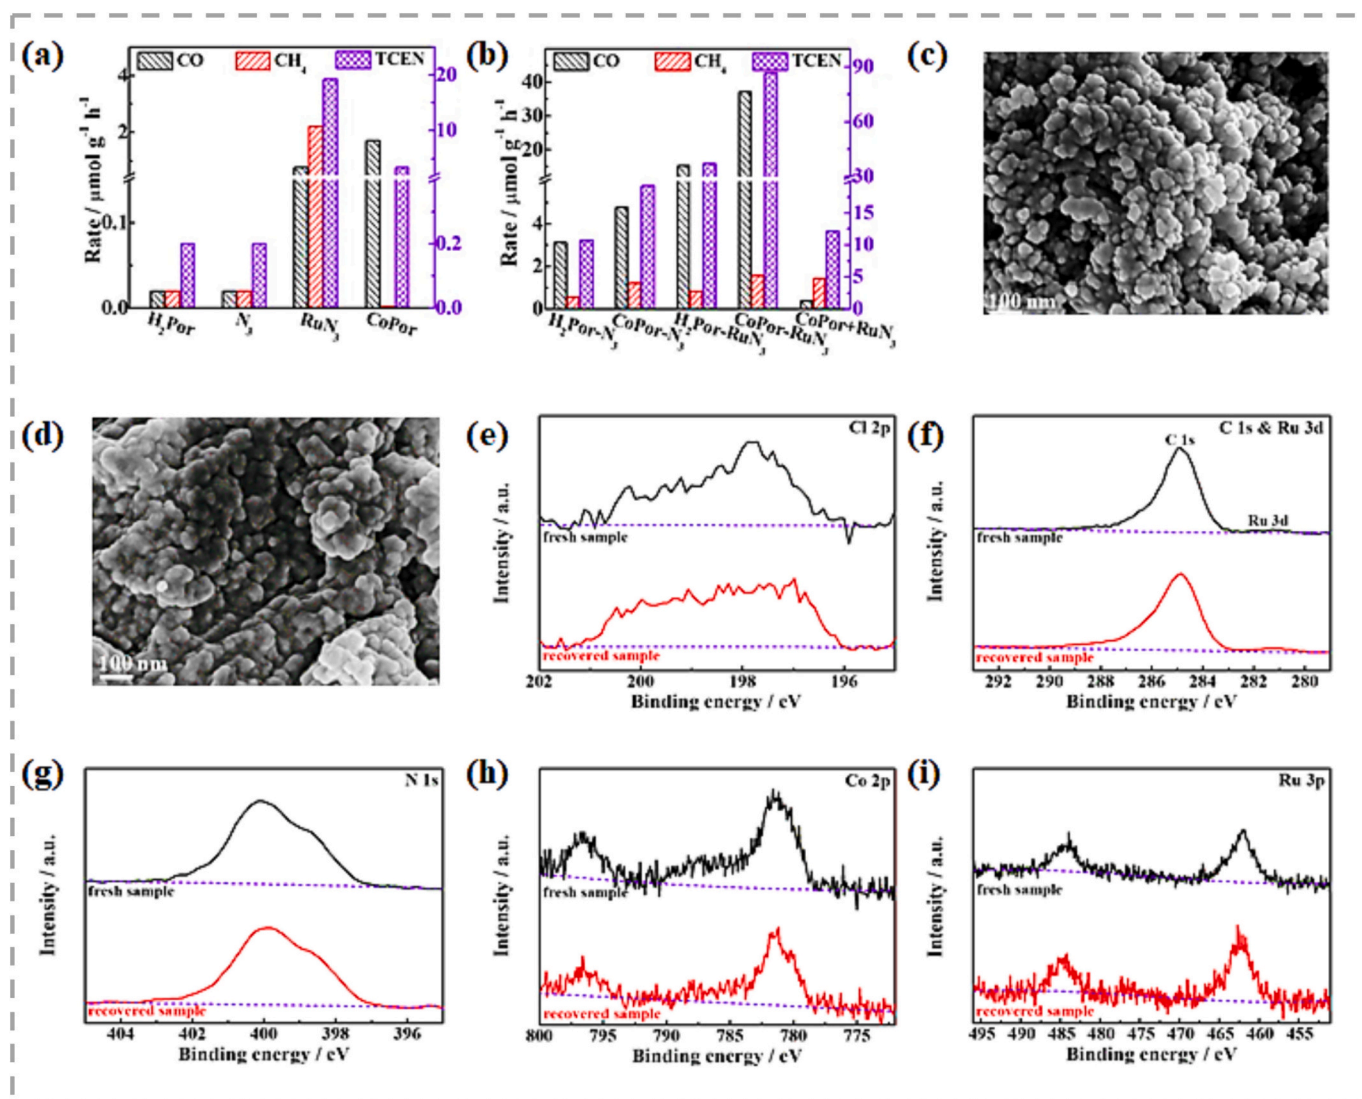 (a)
CO CH4 TCEN
Rate / μmol g-1 h-1
4
2
0.1
0.0
20
10
0.2
0.0
H2Por N3 RuN3 CoPor
(b)
CO CH4 TCEN
Rate / μmol g-1 h-1
40
30
20
4
2
0
90
60
30
15
10
5
0
H2Por-N3 CoPor-N3 H2Por-RuN3 CoPor-RuN3 CoPor+RuN3
(c)
100 nm
(d)
100 nm
(e)
Cl 2p
Intensity / a.u.
fresh sample
recovered sample
202 200 198 196
Binding energy / eV
(f)
C 1s & Ru 3d
C 1s
Ru 3d
Intensity / a.u.
fresh sample
recovered sample
292 290 288 286 284 282 280
Binding energy / eV
(g)
N 1s
Intensity / a.u.
fresh sample
recovered sample
404 402 400 398 396
Binding energy / eV
(h)
Co 2p
Intensity / a.u.
fresh sample
recovered sample
800 795 790 785 780 775
Binding energy / eV
(i)
Ru 3p
Intensity / a.u.
fresh sample
recovered sample
495 490 485 480 475 470 465 460 455
Binding energy / eV